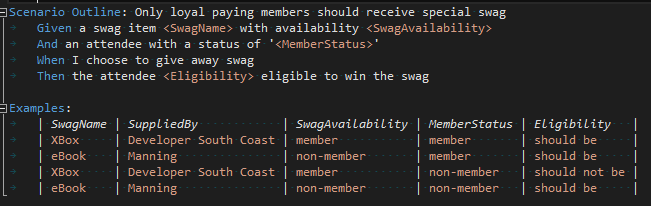 Scenario Outline: Only loyal paying members should receive special swag
Given a swag item <SwagName> with availability <SwagAvailability>
And an attendee with a status of '<MemberStatus>'
When I choose to give away swag
Then the attendee <Eligibility> eligible to win the swag
Examples:
| SwagName | SuppliedBy | SwagAvailability | MemberStatus | Eligibility |
| XBox | Developer South Coast | member | member | should be |
| eBook | Manning | non-member | member | should be |
| XBox | Developer South Coast | member | non-member | should not be |
| eBook | Manning | non-member | non-member | should be |